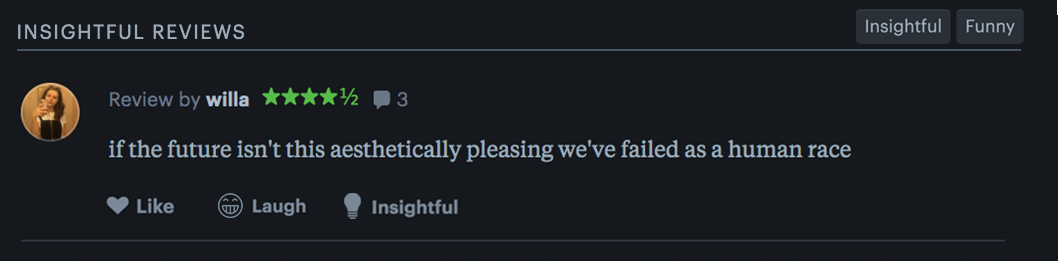 INSIGHTFUL REVIEWS
Insightful Funny
Review by willa ★★★★½ 3
if the future isn't this aesthetically pleasing we've failed as a human race
Like Laugh Insightful